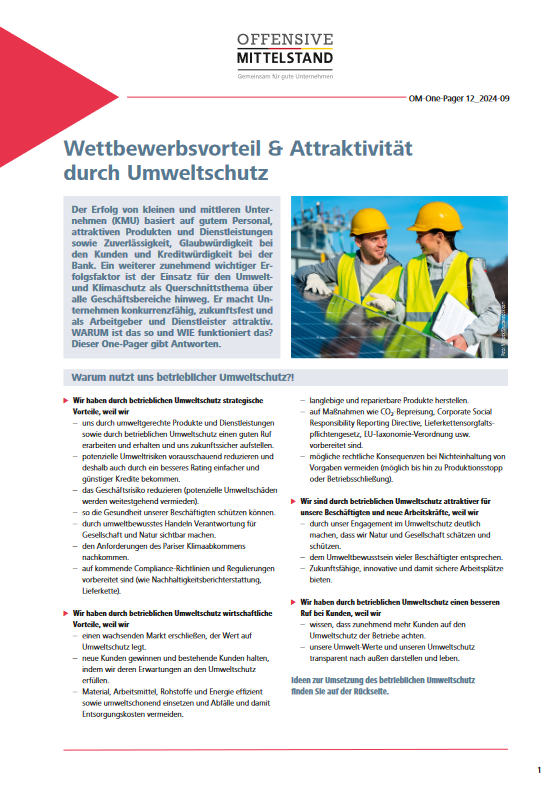 OFFENSIVE
MITTELSTAND
Gemeinsam für gute Unternehmen
OM-One-Pager 12_2024-09
Wettbewerbsvorteil & Attraktivität
durch Umweltschutz
Der Erfolg von kleinen und mittleren Unter-
nehmen (KMU) basiert auf gutem Personal,
attraktiven Produkten und Dienstleistungen
sowie Zuverlässigkeit, Glaubwürdigkeit bei
den Kunden und Kreditwürdigkeit bei der
Bank. Ein weiterer zunehmend wichtiger Er-
folgsfaktor ist der Einsatz für den Umwelt-
und Klimaschutz als Querschnittsthema über
alle Geschäftsbereiche hinweg. Er macht Un-
ternehmen konkurrenzfähig, zukunftsfest und
als Arbeitgeber und Dienstleister attraktiv.
WARUM ist das so und WIE funktioniert das?
Dieser One-Pager gibt Antworten.
Warum nutzt uns betrieblicher Umweltschutz?!
Wir haben durch betrieblichen Umweltschutz strategische
Vorteile, weil wir
– uns durch umweltgerechte Produkte und Dienstleistungen
sowie durch betrieblichen Umweltschutz einen guten Ruf
erarbeiten und erhalten und uns zukunftssicher aufstellen.
– potenzielle Umweltrisiken vorausschauend reduzieren und
deshalb auch durch ein besseres Rating einfacher und
günstiger Kredite bekommen.
– das Geschäftsrisiko reduzieren (potenzielle Umweltschäden
werden weitestgehend vermieden).
– so die Gesundheit unserer Beschäftigten schützen können.
– durch umweltbewusstes Handeln Verantwortung für
Gesellschaft und Natur sichtbar machen.
– den Anforderungen des Pariser Klimaabkommens
nachkommen.
– auf kommende Compliance-Richtlinien und Regulierungen
vorbereitet sind (wie Nachhaltigkeitsberichterstattung,
Lieferkette).
Wir haben durch betrieblichen Umweltschutz wirtschaftliche
Vorteile, weil wir
– einen wachsenden Markt erschließen, der Wert auf
Umweltschutz legt.
– neue Kunden gewinnen und bestehende Kunden halten,
indem wir deren Erwartungen an den Umweltschutz
erfüllen.
– Material, Arbeitsmittel, Rohstoffe und Energie effizient
sowie umweltschonend einsetzen und Abfälle und damit
Entsorgungskosten vermeiden.
– langlebige und reparierbare Produkte herstellen.
– auf Maßnahmen wie CO₂-Bepreisung, Corporate Social
Responsibility Reporting Directive, Lieferkettensorgfalts-
pflichtengesetz, EU-Taxonomie-Verordnung usw.
vorbereitet sind.
– mögliche rechtliche Konsequenzen bei Nichteinhaltung von
Vorgaben vermeiden (möglich bis hin zu Produktionsstopp
oder Betriebsschließung).
Wir sind durch betrieblichen Umweltschutz attraktiver für
unsere Beschäftigten und neue Arbeitskräfte, weil wir
– durch unser Engagement im Umweltschutz deutlich
machen, dass wir Natur und Gesellschaft schätzen und
schützen.
– dem Umweltbewusstsein vieler Beschäftigter entsprechen.
– Zukunftsfähige, innovative und damit sichere Arbeitsplätze
bieten.
Wir haben durch betrieblichen Umweltschutz einen besseren
Ruf bei Kunden, weil wir
– wissen, dass zunehmend mehr Kunden auf den
Umweltschutz der Betriebe achten.
– unsere Umwelt-Werte und unseren Umweltschutz
transparent nach außen darstellen und leben.
Ideen zur Umsetzung des betrieblichen Umweltschutz
finden Sie auf der Rückseite.
1